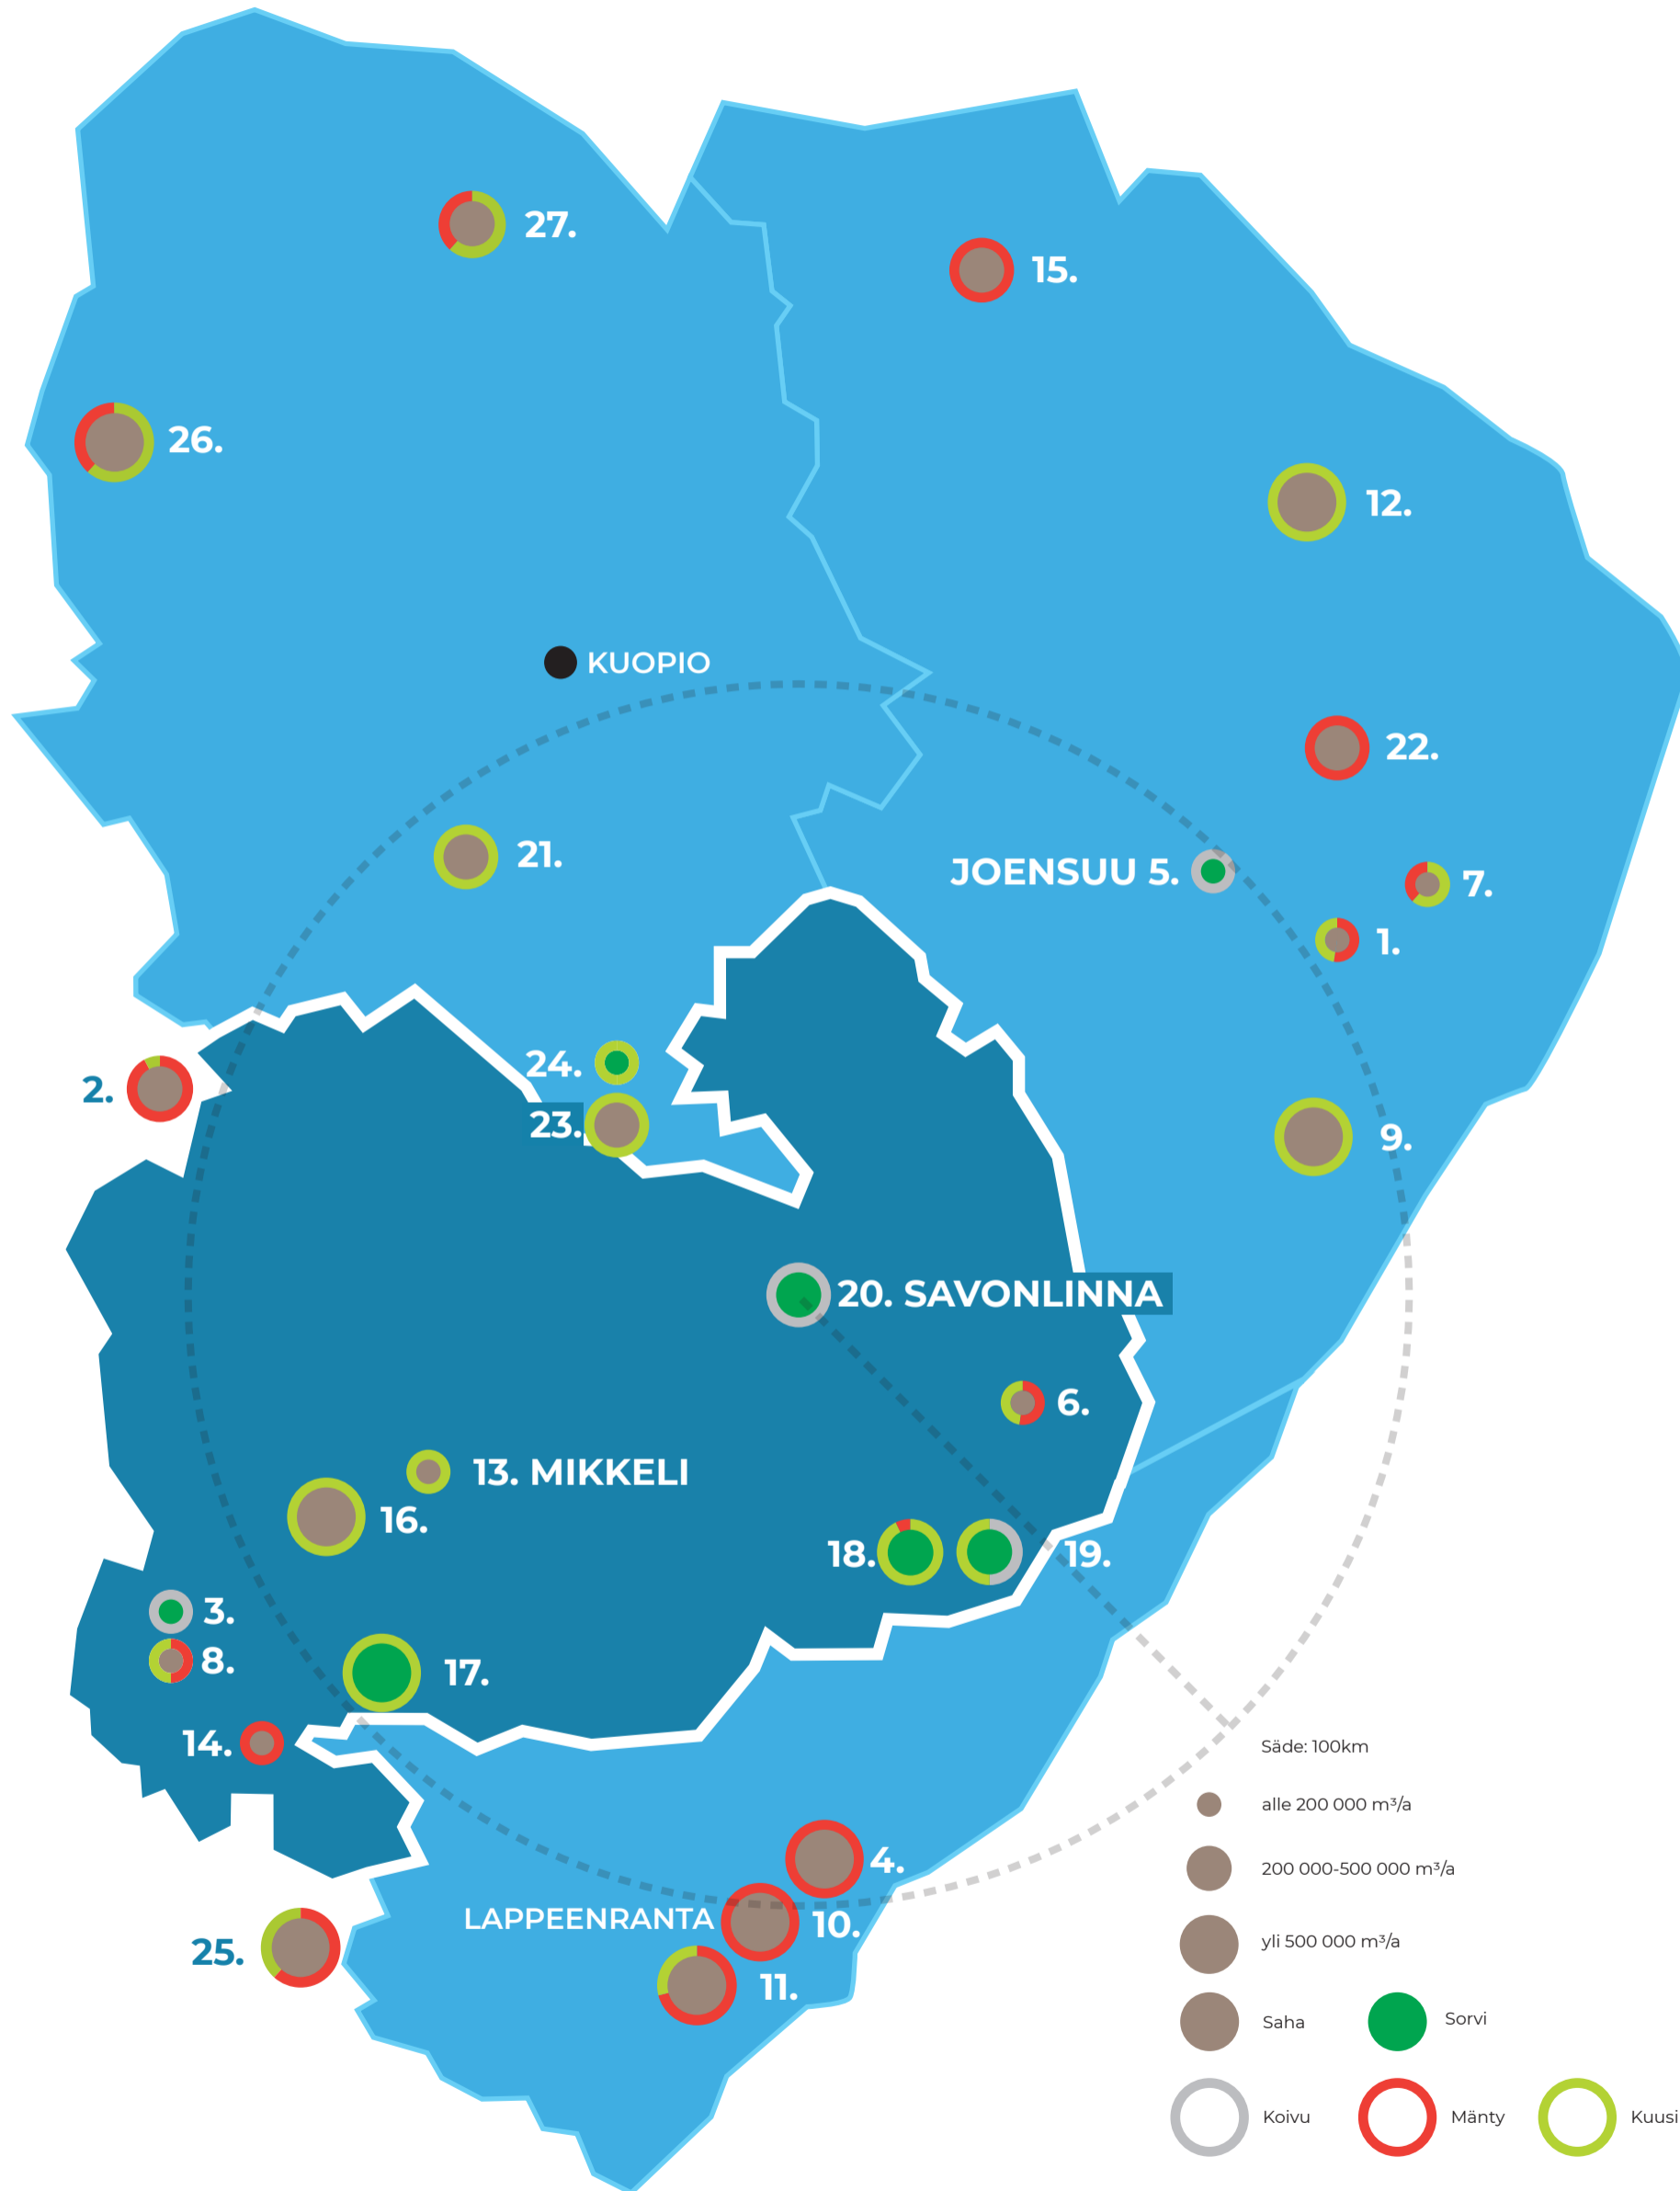 27.
15.
26.
12.
KUOPIO
22.
21.
JOENSUU 5.
7.
1.
24.
2.
23.
9.
20. SAVONLINNA
6.
13. MIKKELI
16.
18.
19.
3.
8.
17.
14.
Säde: 100km
alle 200 000 m³/a
4.
200 000-500 000 m³/a
LAPPEENRANTA
10.
yli 500 000 m³/a
25.
11.
Saha
Sorvi
Koivu
Mänty
Kuusi